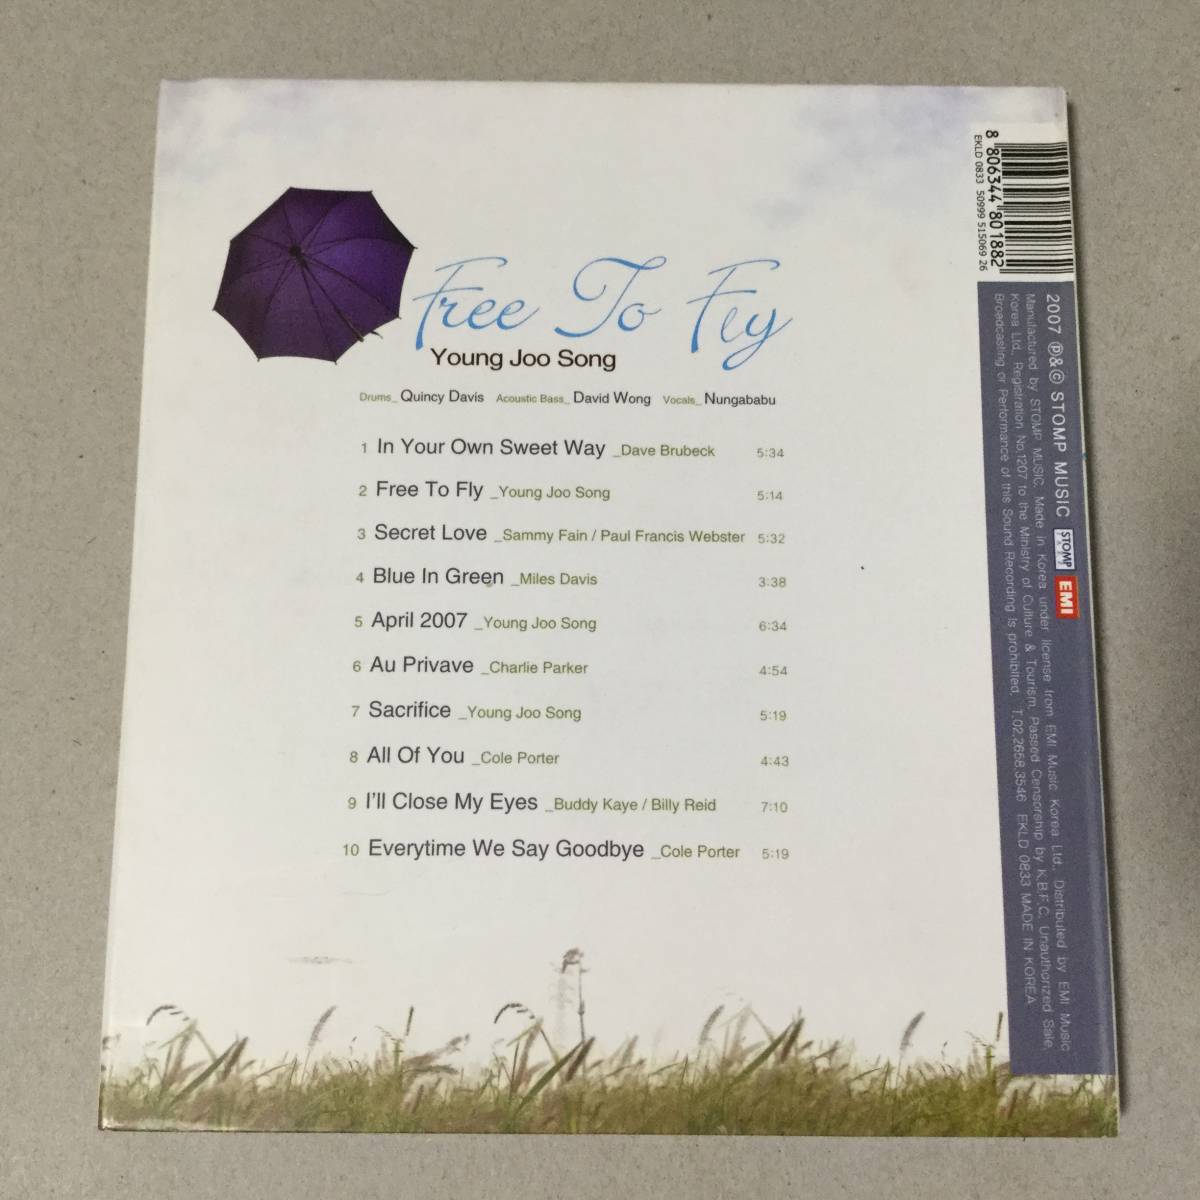 Free To Fly
Young Joo Song
Drums_ Quincy Davis Acoustic Bass_ David Wong Vocals_ Nungababu
1 In Your Own Sweet Way _Dave Brubeck 5:34
2 Free To Fly _Young Joo Song 5:14
3 Secret Love _Sammy Fain / Paul Francis Webster 5:32
4 Blue In Green _Miles Davis 3:38
5 April 2007 _Young Joo Song 6:34
6 Au Privave _Charlie Parker 4:54
7 Sacrifice _Young Joo Song 5:19
8 All Of You _Cole Porter 4:43
9 I'll Close My Eyes _Buddy Kaye / Billy Reid 7:10
10 Everytime We Say Goodbye _Cole Porter 5:19
8 806344 801882
EKLD 0833 50999 515069 26
2007 ℗&© STOMP MUSIC STOMP EMI
Manufactured by STOMP MUSIC, Made in Korea under license from EMI Music Korea Ltd., Distributed by EMI Music
Korea Ltd., Registration No,1207 to the Ministry of Culture & Tourism, Passed Censorship by K.B.F.C. Unauthorized Sale,
Broadcasting or Performance of this Sound Recording is prohibited. T.02.2658.3546 EKLD 0833 MADE IN KOREA